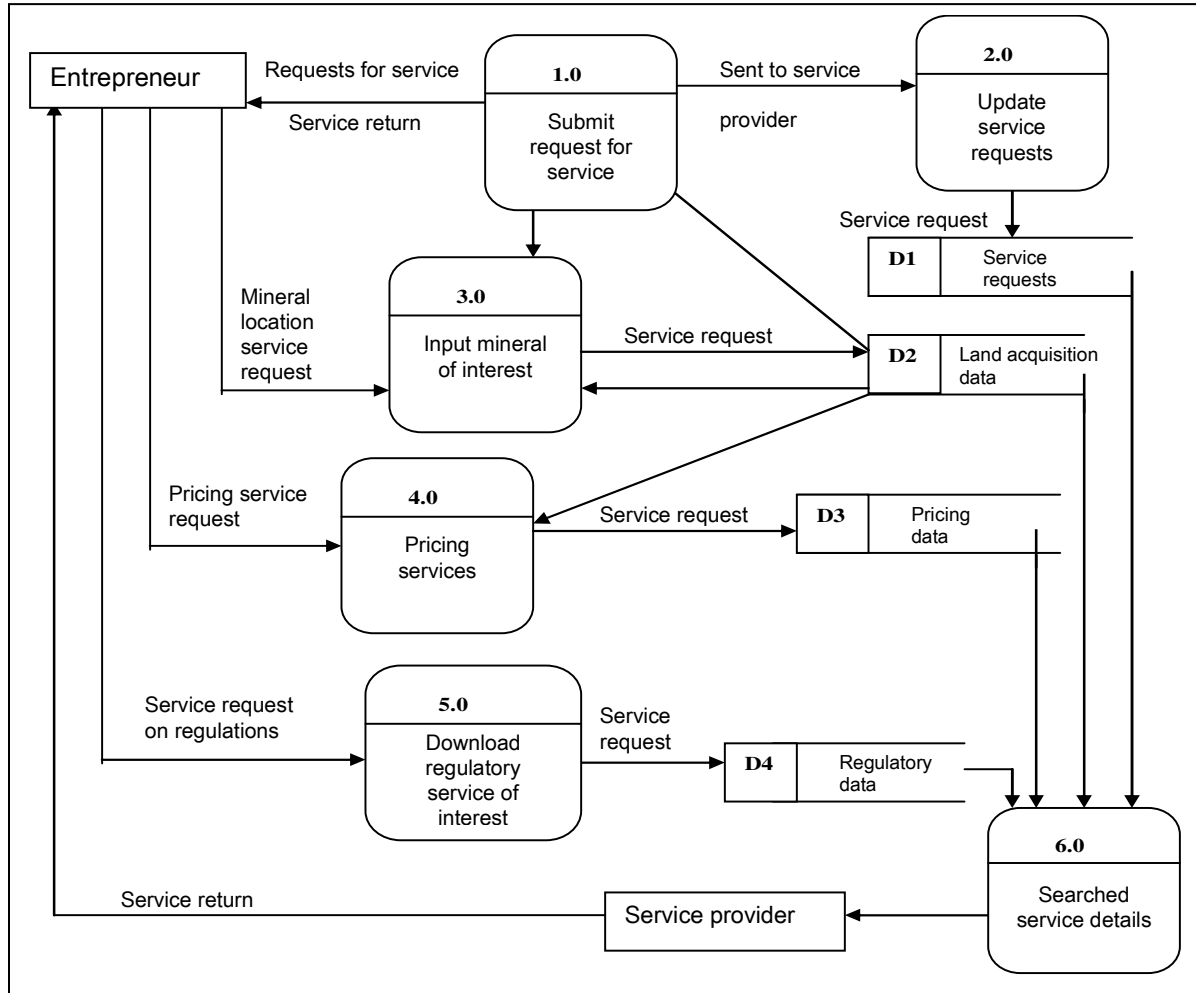 Entrepreneur
Requests for service
Service return
1.0
Submit
request for
service
Sent to service
provider
2.0
Update
service
requests
Service request
D1
Service
requests
Mineral
location
service
request
3.0
Input mineral
of interest
Service request
D2
Land acquisition
data
Pricing service
request
4.0
Pricing
services
Service request
D3
Pricing
data
Service request
on regulations
5.0
Download
regulatory
service of
interest
Service
request
D4
Regulatory
data
6.0
Searched
service details
Service return
Service provider